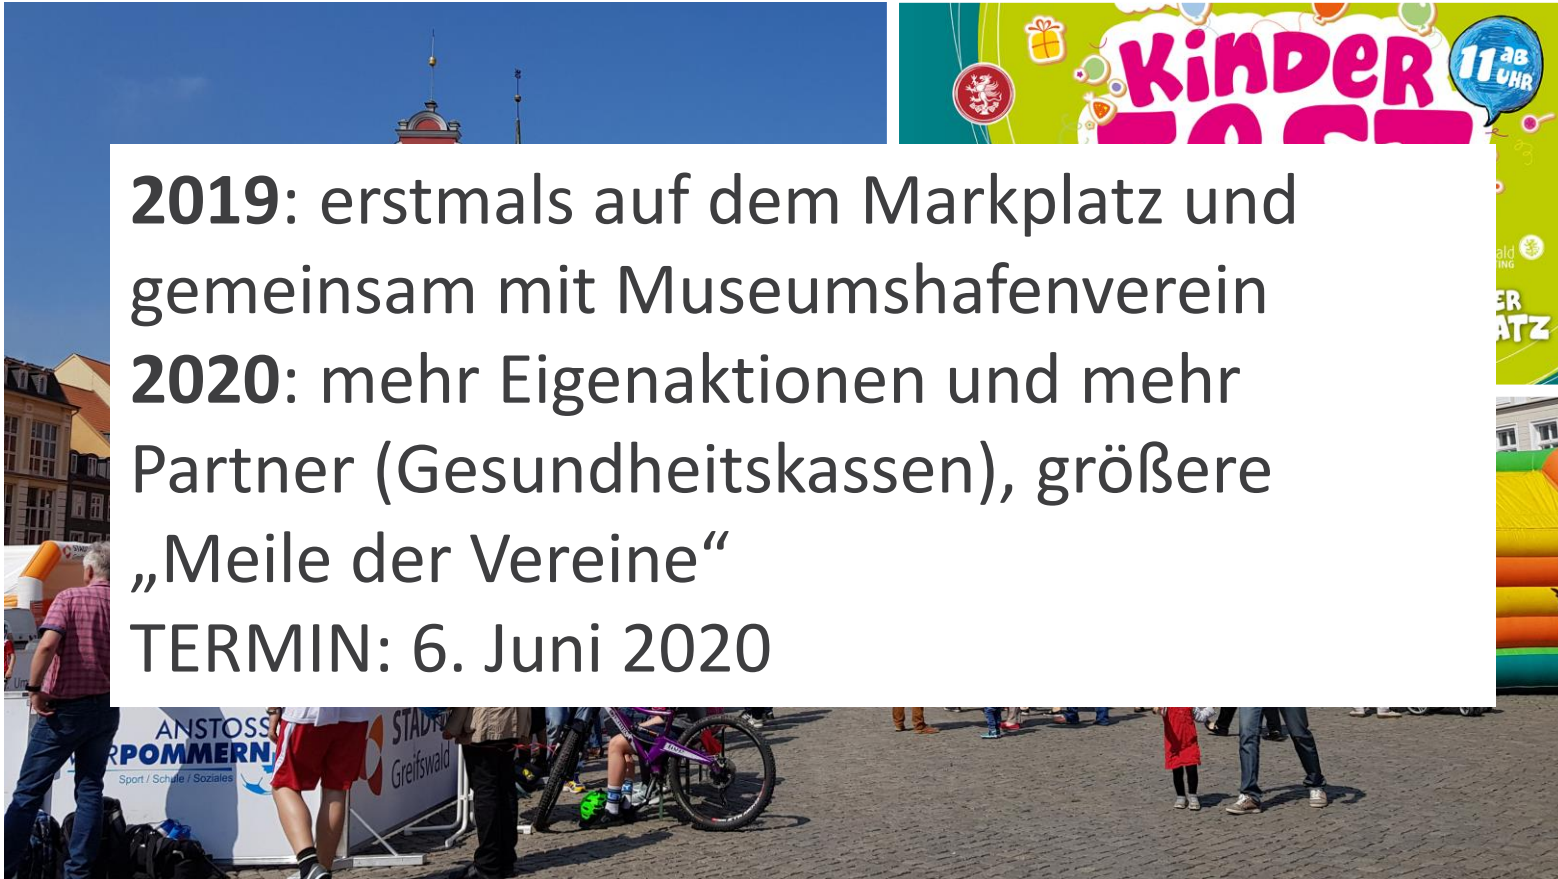 KINDER
FEST
11 AB
UHR
2019: erstmals auf dem Markplatz und
gemeinsam mit Museumshafenverein
2020: mehr Eigenaktionen und mehr
Partner (Gesundheitskassen), größere
„Meile der Vereine“
TERMIN: 6. Juni 2020
ANSTOSS
POMMERN
Sport / Schule / Soziales
Greifswald